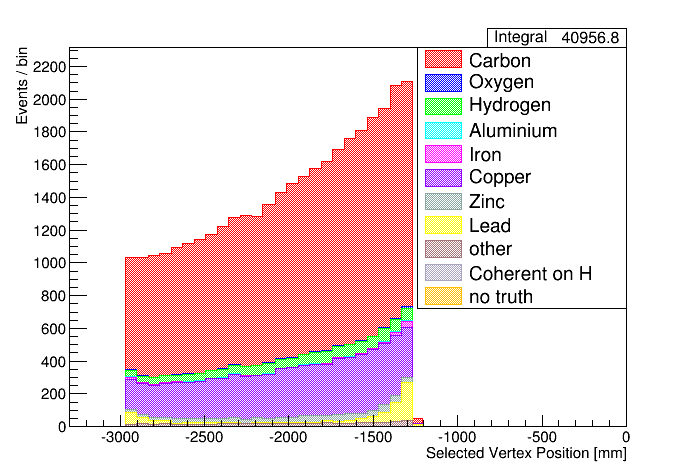 Integral 40956.8
Events / bin
2200
2000
1800
1600
1400
1200
1000
800
600
400
200
0
Carbon
Oxygen
Hydrogen
Aluminium
Iron
Copper
Zinc
Lead
other
Coherent on H
no truth
-3000 -2500 -2000 -1500 -1000 -500 0
Selected Vertex Position [mm]